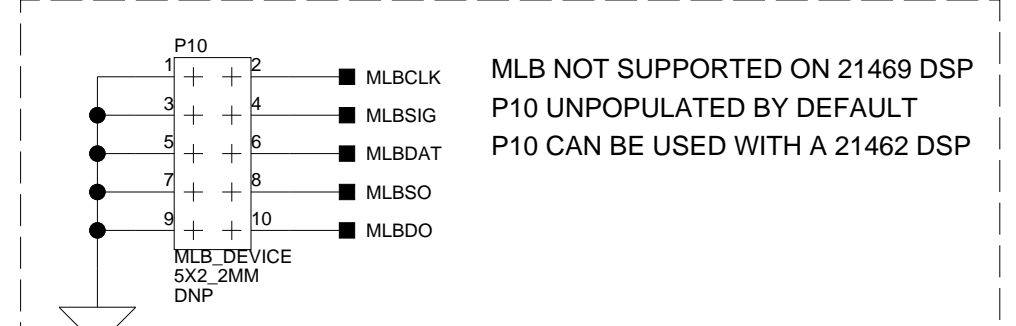 P10
1 2 MLBCLK
3 4 MLBSIG
5 6 MLBDAT
7 8 MLBSO
9 10 MLBDO
MLB_DEVICE
5X2_2MM
DNP
MLB NOT SUPPORTED ON 21469 DSP
P10 UNPOPULATED BY DEFAULT
P10 CAN BE USED WITH A 21462 DSP